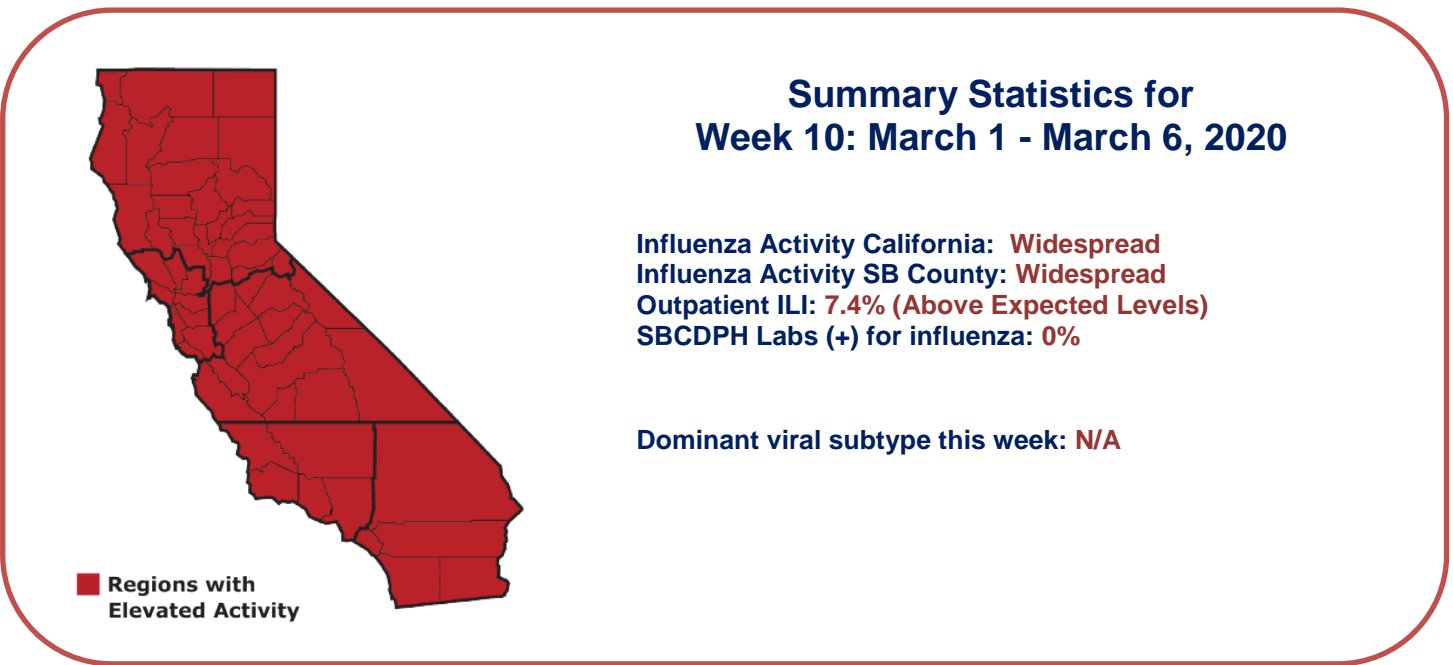 Summary Statistics for
Week 10: March 1 - March 6, 2020
Influenza Activity California: Widespread
Influenza Activity SB County: Widespread
Outpatient ILI: 7.4% (Above Expected Levels)
SBCDPH Labs (+) for influenza: 0%
Dominant viral subtype this week: N/A
Regions with
Elevated Activity